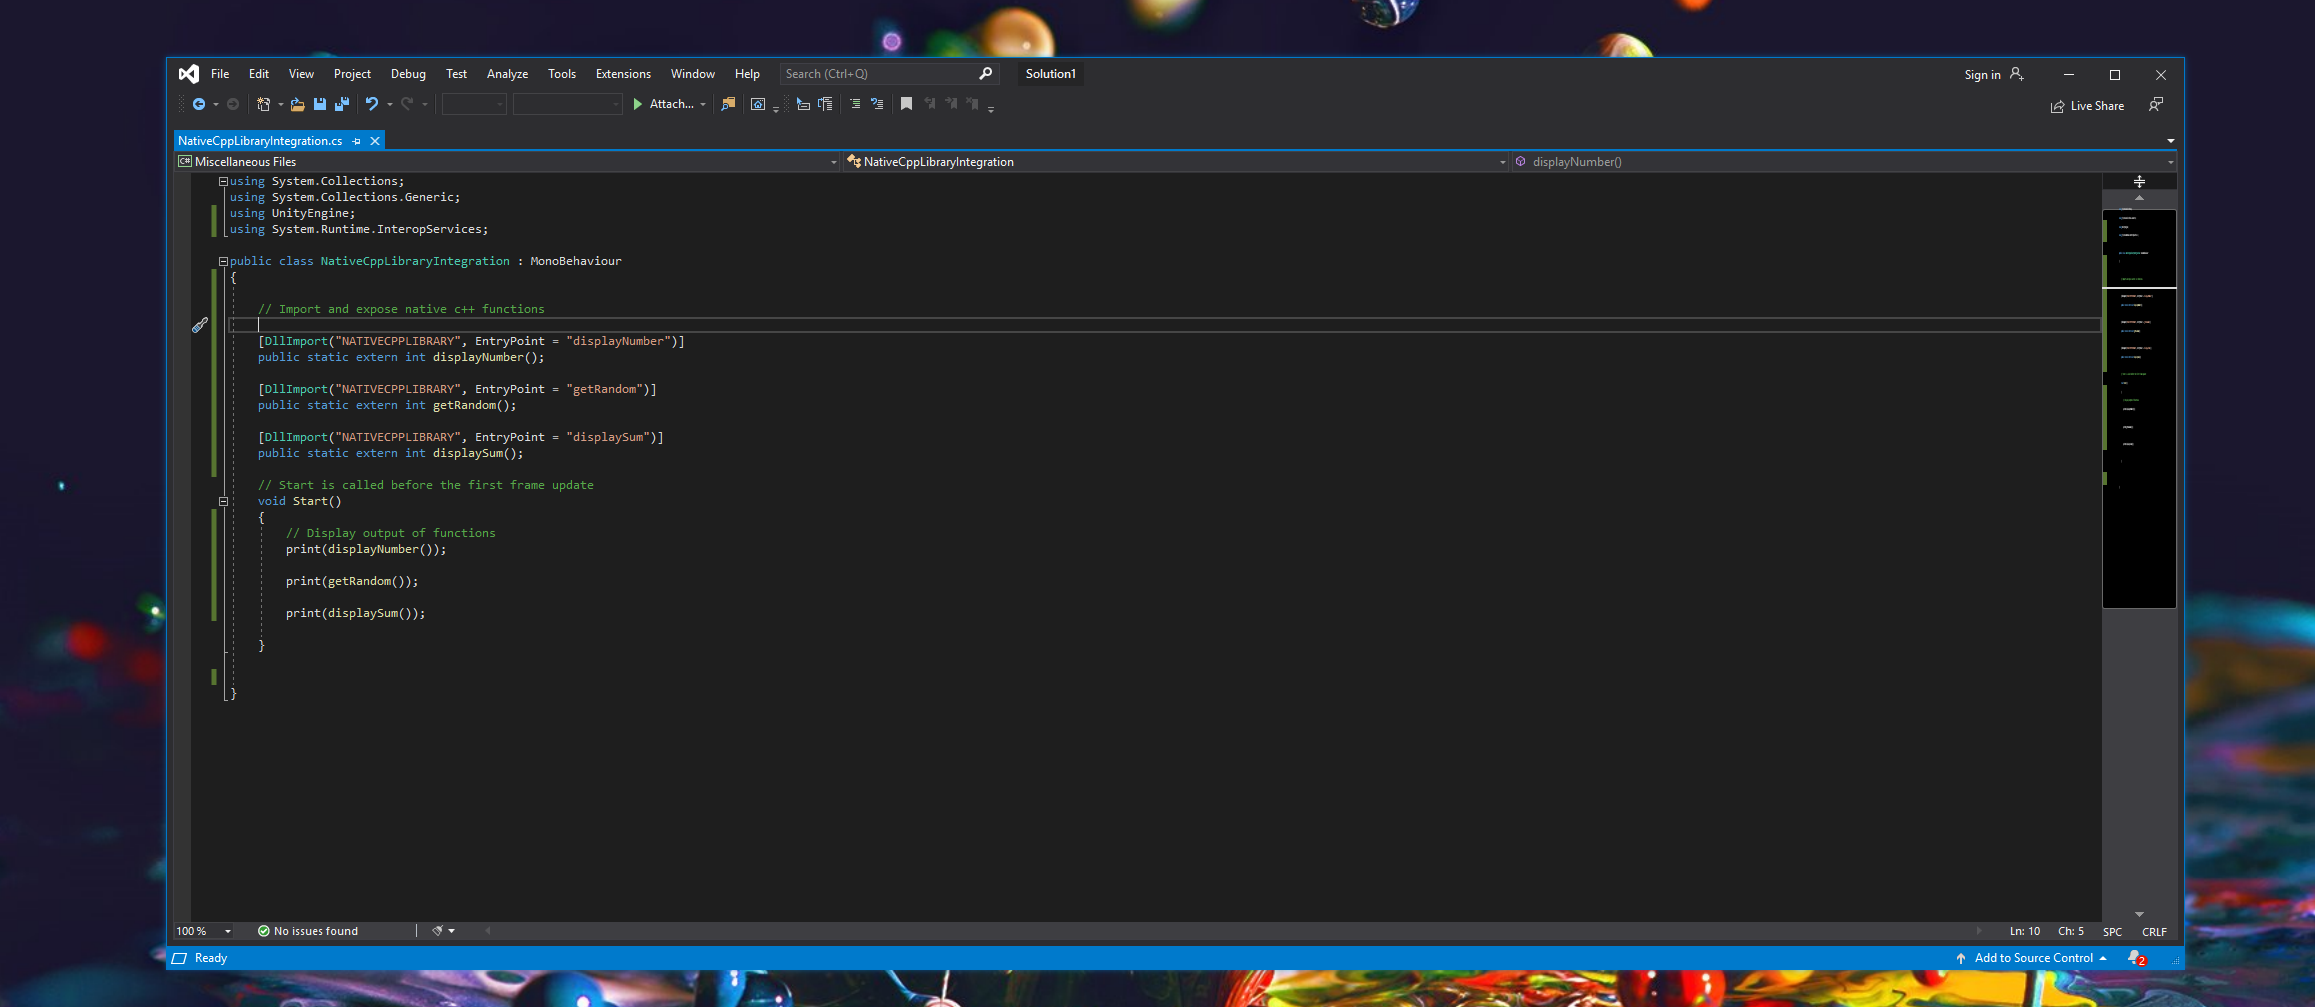 File Edit View Project Debug Test Analyze Tools Extensions Window Help Search (Ctrl+Q) Solution1 Sign in
Attach... Live Share
NativeCppLibraryIntegration.cs
C# Miscellaneous Files NativeCppLibraryIntegration displayNumber()
using System.Collections;
using System.Collections.Generic;
using UnityEngine;
using System.Runtime.InteropServices;
public class NativeCppLibraryIntegration : MonoBehaviour
{
// Import and expose native c++ functions
[DllImport("NATIVECPPLIBRARY", EntryPoint = "displayNumber")]
public static extern int displayNumber();
[DllImport("NATIVECPPLIBRARY", EntryPoint = "getRandom")]
public static extern int getRandom();
[DllImport("NATIVECPPLIBRARY", EntryPoint = "displaySum")]
public static extern int displaySum();
// Start is called before the first frame update
void Start()
{
// Display output of functions
print(displayNumber());
print(getRandom());
print(displaySum());
}
}
100 % No issues found Ln: 10 Ch: 5 SPC CRLF
Ready Add to Source Control 2